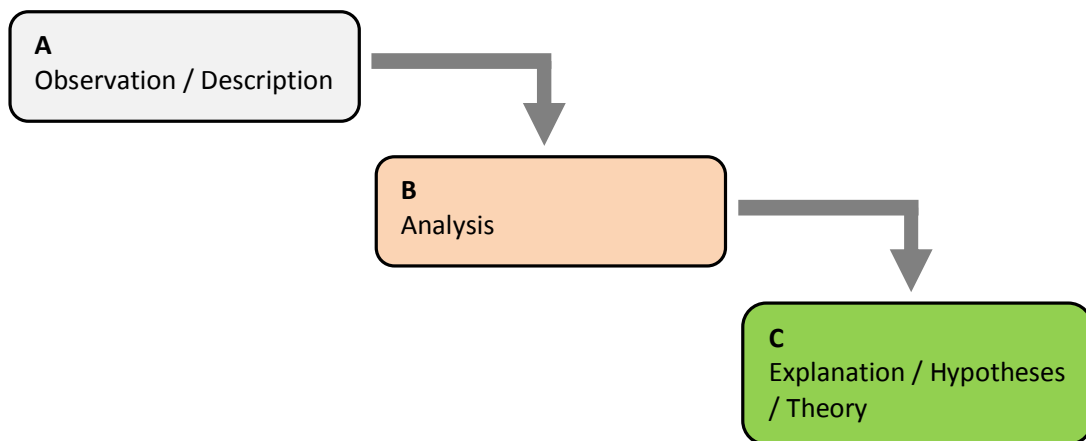 A
Observation / Description
B
Analysis
C
Explanation / Hypotheses
/ Theory